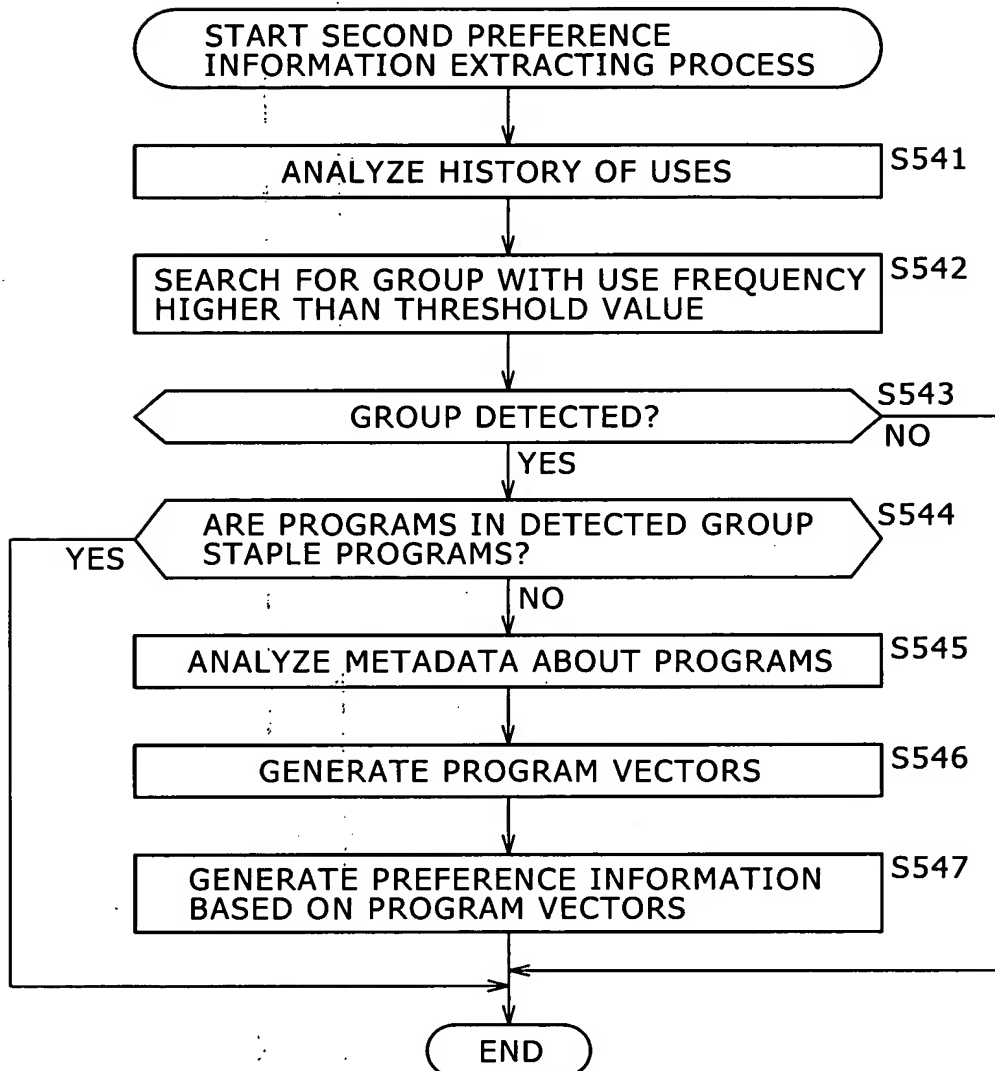 START SECOND PREFERENCE
INFORMATION EXTRACTING PROCESS
ANALYZE HISTORY OF USES
S541
SEARCH FOR GROUP WITH USE FREQUENCY
HIGHER THAN THRESHOLD VALUE
S542
GROUP DETECTED?
S543
NO
YES
ARE PROGRAMS IN DETECTED GROUP
STAPLE PROGRAMS?
S544
YES
NO
ANALYZE METADATA ABOUT PROGRAMS
S545
GENERATE PROGRAM VECTORS
S546
GENERATE PREFERENCE INFORMATION
BASED ON PROGRAM VECTORS
S547
END